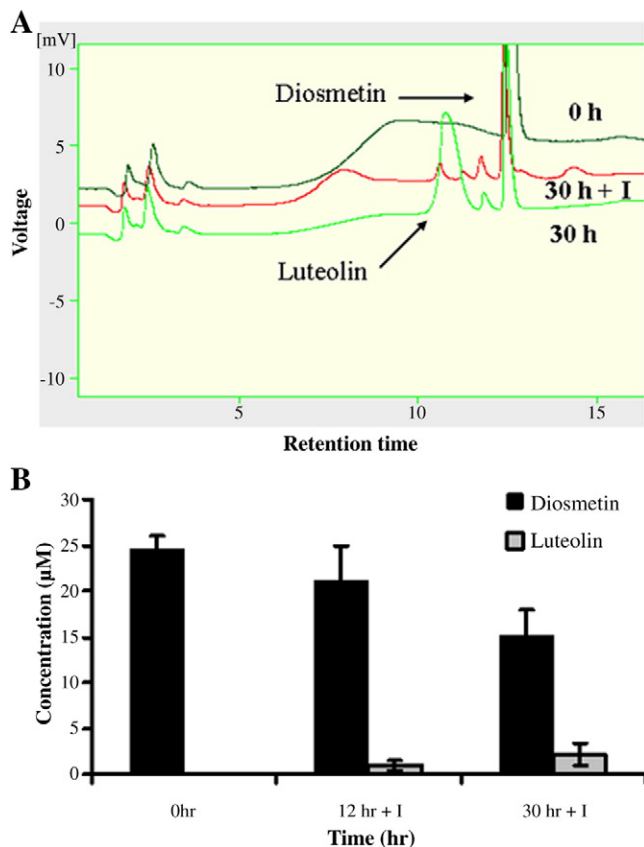 A
[mV]
10
5
0
-5
-10
Voltage
Diosmetin
0 h
30 h + I
30 h
Luteolin
5 10 15
Retention time
B
30
25
20
15
10
5
0
Concentration (µM)
Diosmetin
Luteolin
0hr 12 hr + I 30 hr + I
Time (hr)